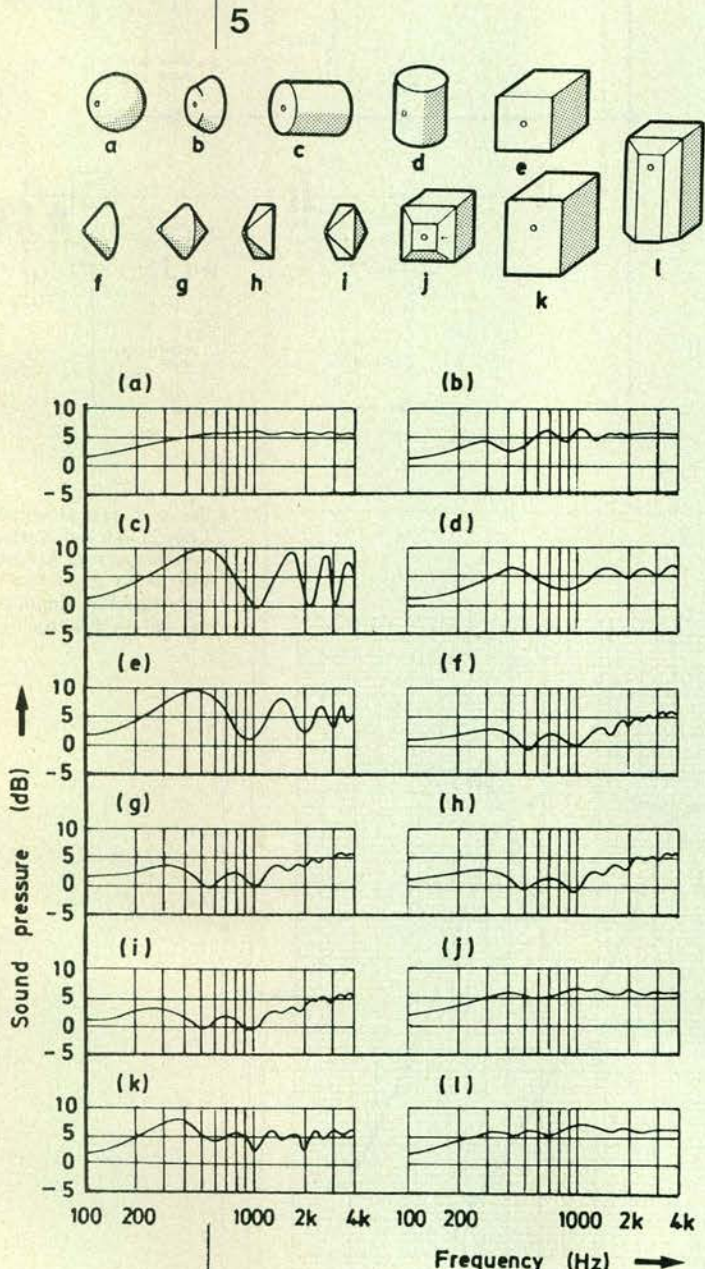 5
a b c d e
f g h i j k l
(a) (b)
10
5
0
-5
(c) (d)
10
5
0
-5
(e) (f)
10
5
0
-5
(g) (h)
10
5
0
-5
(i) (j)
10
5
0
-5
(k) (l)
10
5
0
-5
Sound pressure (dB)
100 200 1000 2k 4k 100 200 1000 2k 4k
Frequency (Hz)